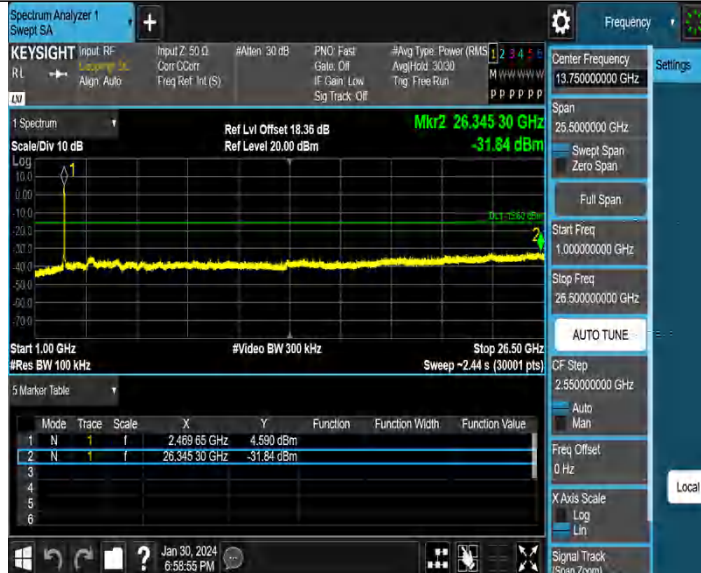 Spectrum Analyzer 1
Swept SA
+
Frequency
KEYSIGHT Input: RF
RL
Align: Auto
LXI
Input Z: 50 Ω
Corr CCorr
Freq Ref: Int (S)
#Atten: 30 dB
PNO: Fast
Gate: Off
IF Gain: Low
Sig Track: Off
#Avg Type: Power (RMS
Avg|Hold: 30/30
Trig: Free Run
1 2 3 4 5 6
M W W W W W
P P P P P P
Center Frequency
13.750000000 GHz
Settings
Span
25.5000000 GHz
Swept Span
Zero Span
Full Span
Start Freq
1.000000000 GHz
Stop Freq
26.500000000 GHz
AUTO TUNE
CF Step
2.550000000 GHz
Auto
Man
Freq Offset
0 Hz
X Axis Scale
Log
Lin
Signal Track
(Span Zoom)
Local
1 Spectrum
Scale/Div 10 dB
Ref Lvl Offset 18.36 dB
Ref Level 20.00 dBm
Mkr2 26.345 30 GHz
-31.84 dBm
Log
10.0
0.00
-10.0
-20.0
-30.0
-40.0
-50.0
-60.0
-70.0
1
2
Start 1.00 GHz
#Res BW 100 kHz
#Video BW 300 kHz
Stop 26.50 GHz
Sweep ~2.44 s (30001 pts)
5 Marker Table
Mode Trace Scale X Y Function Function Width Function Value
1 N 1 f 2.469 65 GHz 4.590 dBm
2 N 1 f 26.345 30 GHz -31.84 dBm
3
4
5
6
? Jan 30, 2024
6:58:55 PM